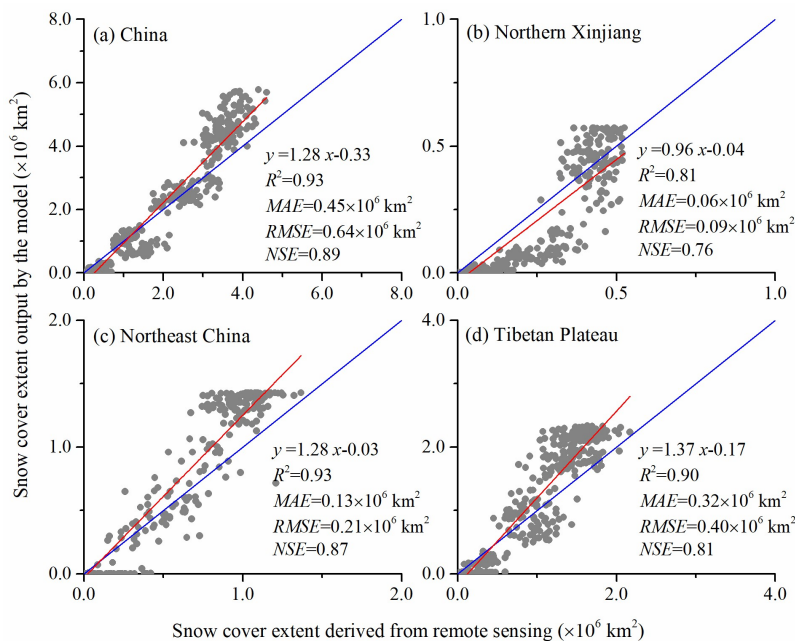 Snow cover extent output by the model (×10⁶ km²)
(a) China
8.0
6.0
4.0
2.0
0.0
0.0 2.0 4.0 8.0
y=1.28 x-0.33
R²=0.93
MAE=0.45×10⁶ km²
RMSE=0.64×10⁶ km²
NSE=0.89
(b) Northern Xinjiang
1.0
0.5
0.0
0.0 0.5 1.0
y=0.96 x-0.04
R²=0.81
MAE=0.06×10⁶ km²
RMSE=0.09×10⁶ km²
NSE=0.76
(c) Northeast China
2.0
1.0
0.0
0.0 1.0 2.0
y=1.28 x-0.03
R²=0.93
MAE=0.13×10⁶ km²
RMSE=0.21×10⁶ km²
NSE=0.87
(d) Tibetan Plateau
4.0
2.0
0.0
0.0 2.0 4.0
y=1.37 x-0.17
R²=0.90
MAE=0.32×10⁶ km²
RMSE=0.40×10⁶ km²
NSE=0.81
Snow cover extent derived from remote sensing (×10⁶ km²)